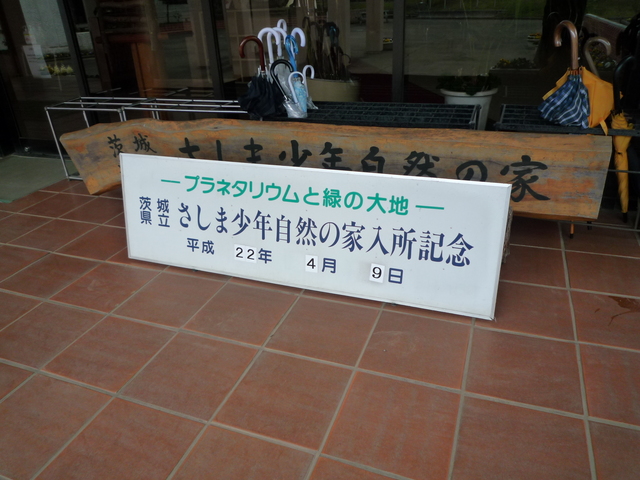 茨城 さしま少年自然の家
―プラネタリウムと緑の大地―
茨城県立 さしま少年自然の家入所記念
平成 22年 4月 9日